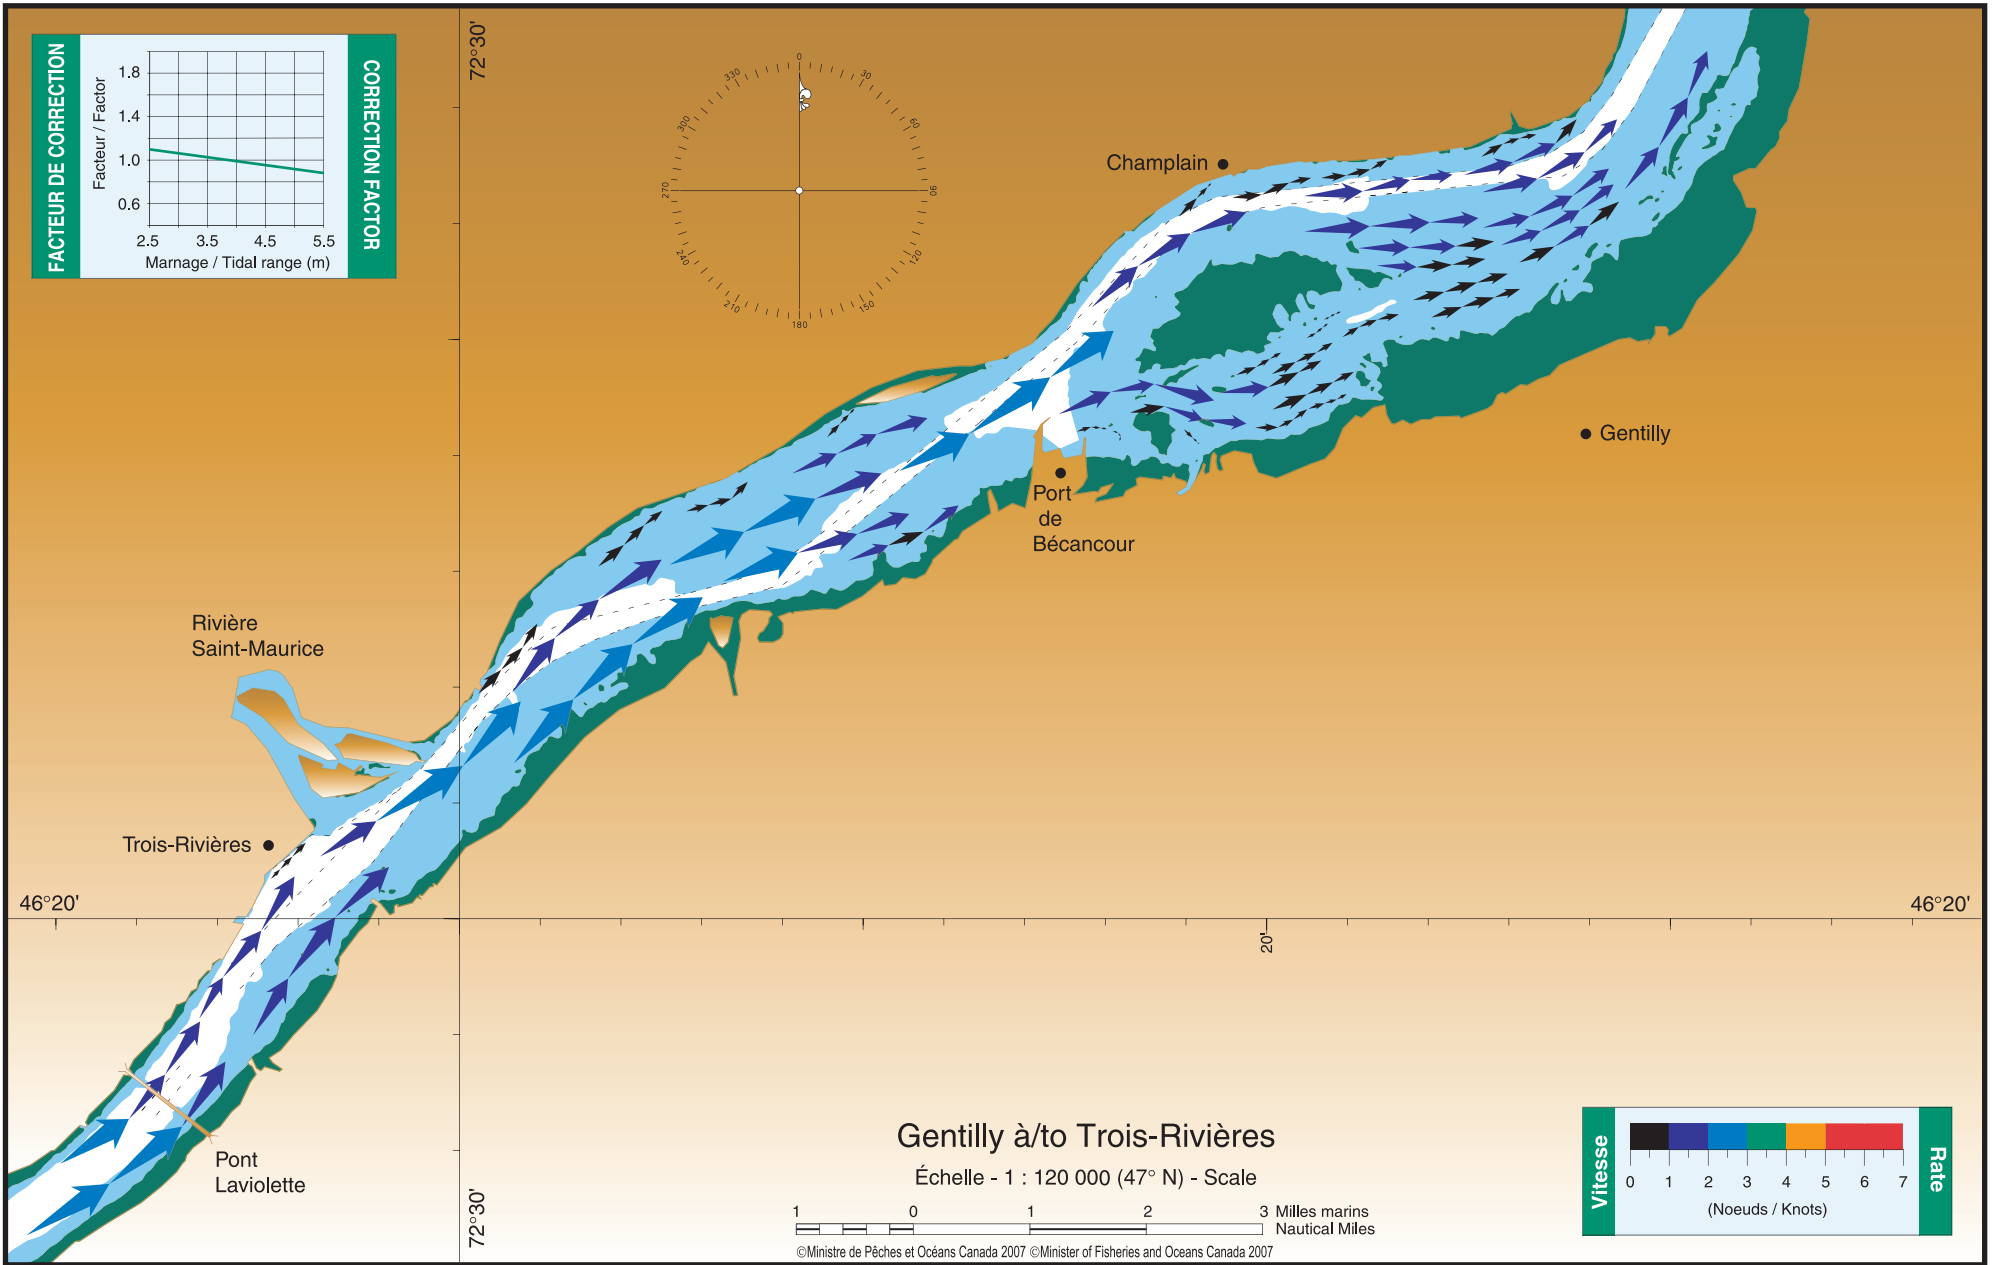 FACTEUR DE CORRECTION
Facteur / Factor
1.8
1.4
1.0
0.6
2.5 3.5 4.5 5.5
Marnage / Tidal range (m)
CORRECTION FACTOR
72°30'
0
30
60
90
120
150
180
210
240
270
300
330
Champlain
Gentilly
Port
de
Bécancour
Rivière
Saint-Maurice
Trois-Rivières
46°20'
46°20'
20'
Pont
Laviolette
72°30'
Gentilly à/to Trois-Rivières
Échelle - 1 : 120 000 (47° N) - Scale
1 0 1 2 3 Milles marins
Nautical Miles
©Ministre de Pêches et Océans Canada 2007 ©Minister of Fisheries and Oceans Canada 2007
Vitesse
0 1 2 3 4 5 6 7
(Noeuds / Knots)
Rate